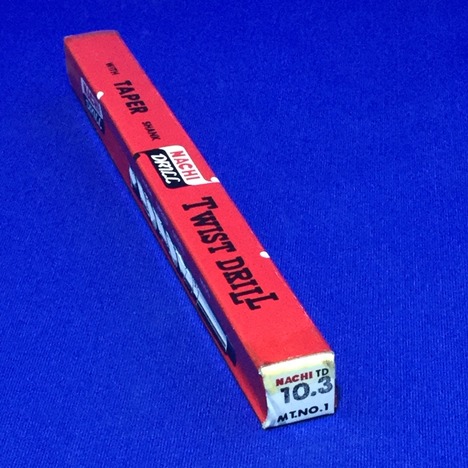 WITH TAPER SHANK
NACHI
DRILL
TWIST DRILL
NACHI TD
10.3
MT.NO.1